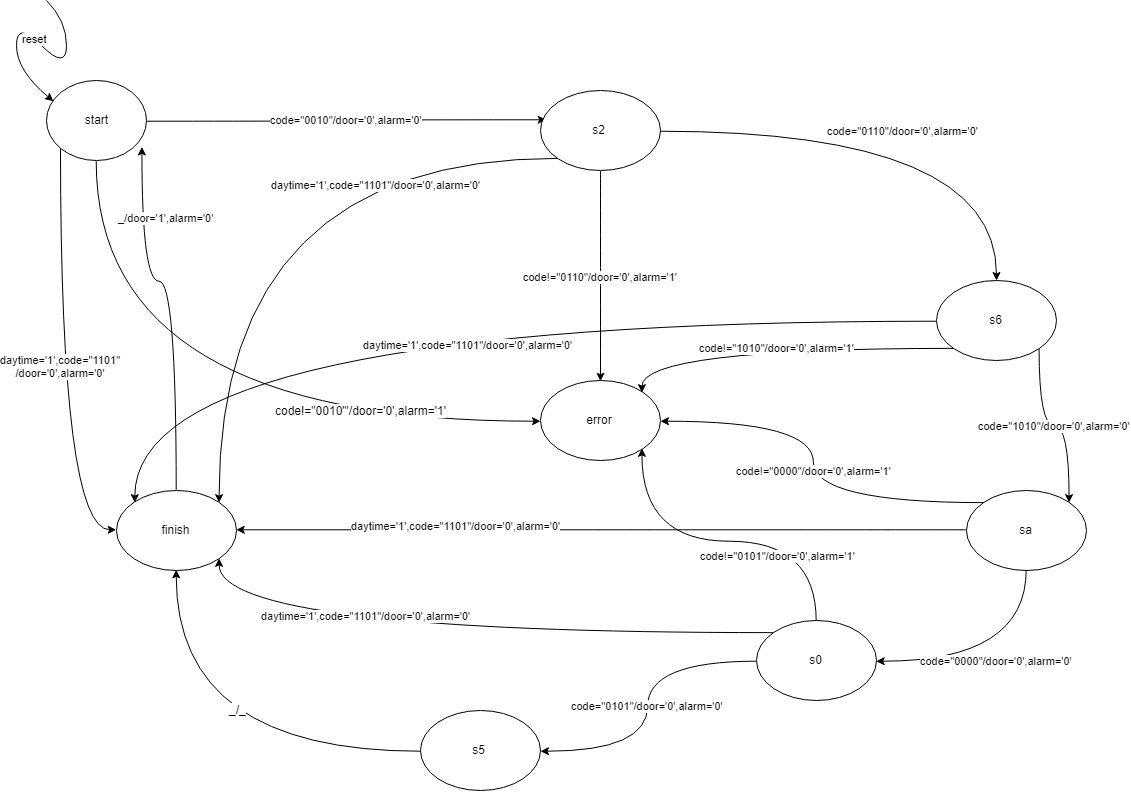 reset
start
code="0010"/door='0',alarm='0'
s2
code="0110"/door='0',alarm='0'
daytime='1',code="1101"/door='0',alarm='0'
_/door='1',alarm='0'
code!="0110"/door='0',alarm='1'
s6
daytime='1',code="1101"/door='0',alarm='0'
code!="1010"/door='0',alarm='1'
daytime='1',code="1101"
/door='0',alarm='0'
code!="0010'"/door='0',alarm='1'
error
code="1010"/door='0',alarm='0'
code!="0000"/door='0',alarm='1'
finish
daytime='1',code="1101"/door='0',alarm='0'
sa
code!="0101"/door='0',alarm='1'
daytime='1',code="1101"/door='0',alarm='0'
s0
code="0000"/door='0',alarm='0'
code="0101"/door='0',alarm='0'
_/_
s5